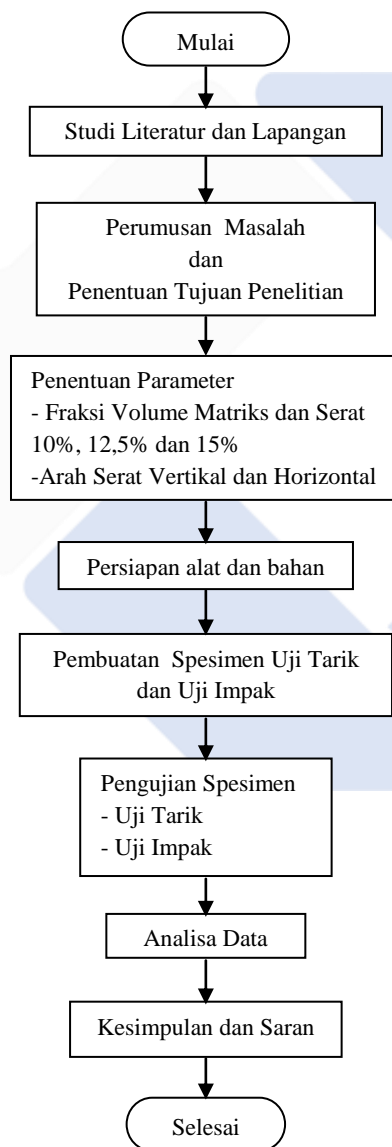 Mulai
Studi Literatur dan Lapangan
Perumusan Masalah
dan
Penentuan Tujuan Penelitian
Penentuan Parameter
- Fraksi Volume Matriks dan Serat
10%, 12,5% dan 15%
-Arah Serat Vertikal dan Horizontal
Persiapan alat dan bahan
Pembuatan Spesimen Uji Tarik
dan Uji Impak
Pengujian Spesimen
- Uji Tarik
- Uji Impak
Analisa Data
Kesimpulan dan Saran
Selesai